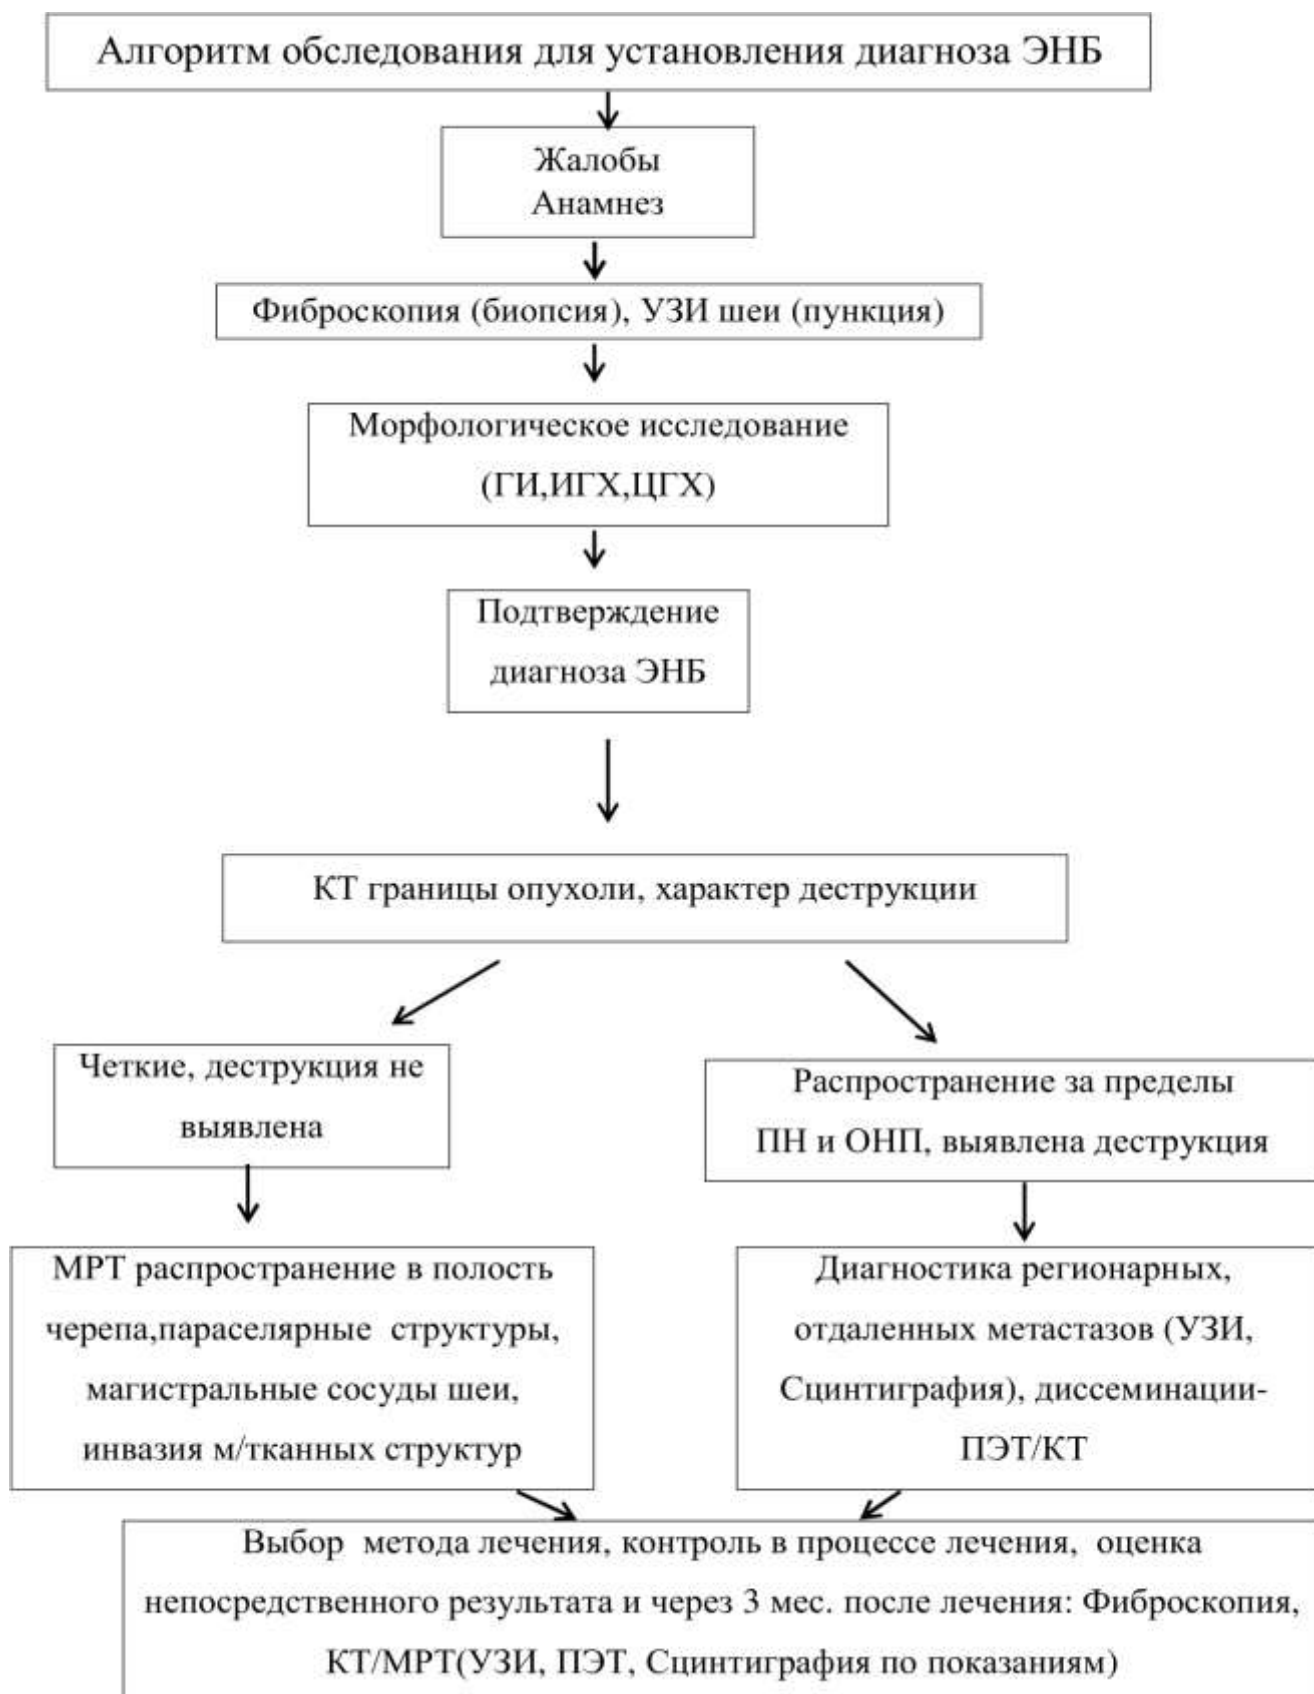 Алгоритм обследования для установления диагноза ЭНБ
Жалобы
Анамнез
Фиброскопия (биопсия), УЗИ шеи (пункция)
Морфологическое исследование
(ГИ,ИГХ,ЦГХ)
Подтверждение
диагноза ЭНБ
КТ границы опухоли, характер деструкции
Четкие, деструкция не
выявлена
Распространение за пределы
ПН и ОНП, выявлена деструкция
МРТ распространение в полость
черепа,параселярные структуры,
магистральные сосуды шеи,
инвазия м/тканных структур
Диагностика регионарных,
отдаленных метастазов (УЗИ,
Сцинтиграфия), диссеминации-
ПЭТ/КТ
Выбор метода лечения, контроль в процессе лечения, оценка
непосредственного результата и через 3 мес. после лечения: Фиброскопия,
КТ/МРТ(УЗИ, ПЭТ, Сцинтиграфия по показаниям)